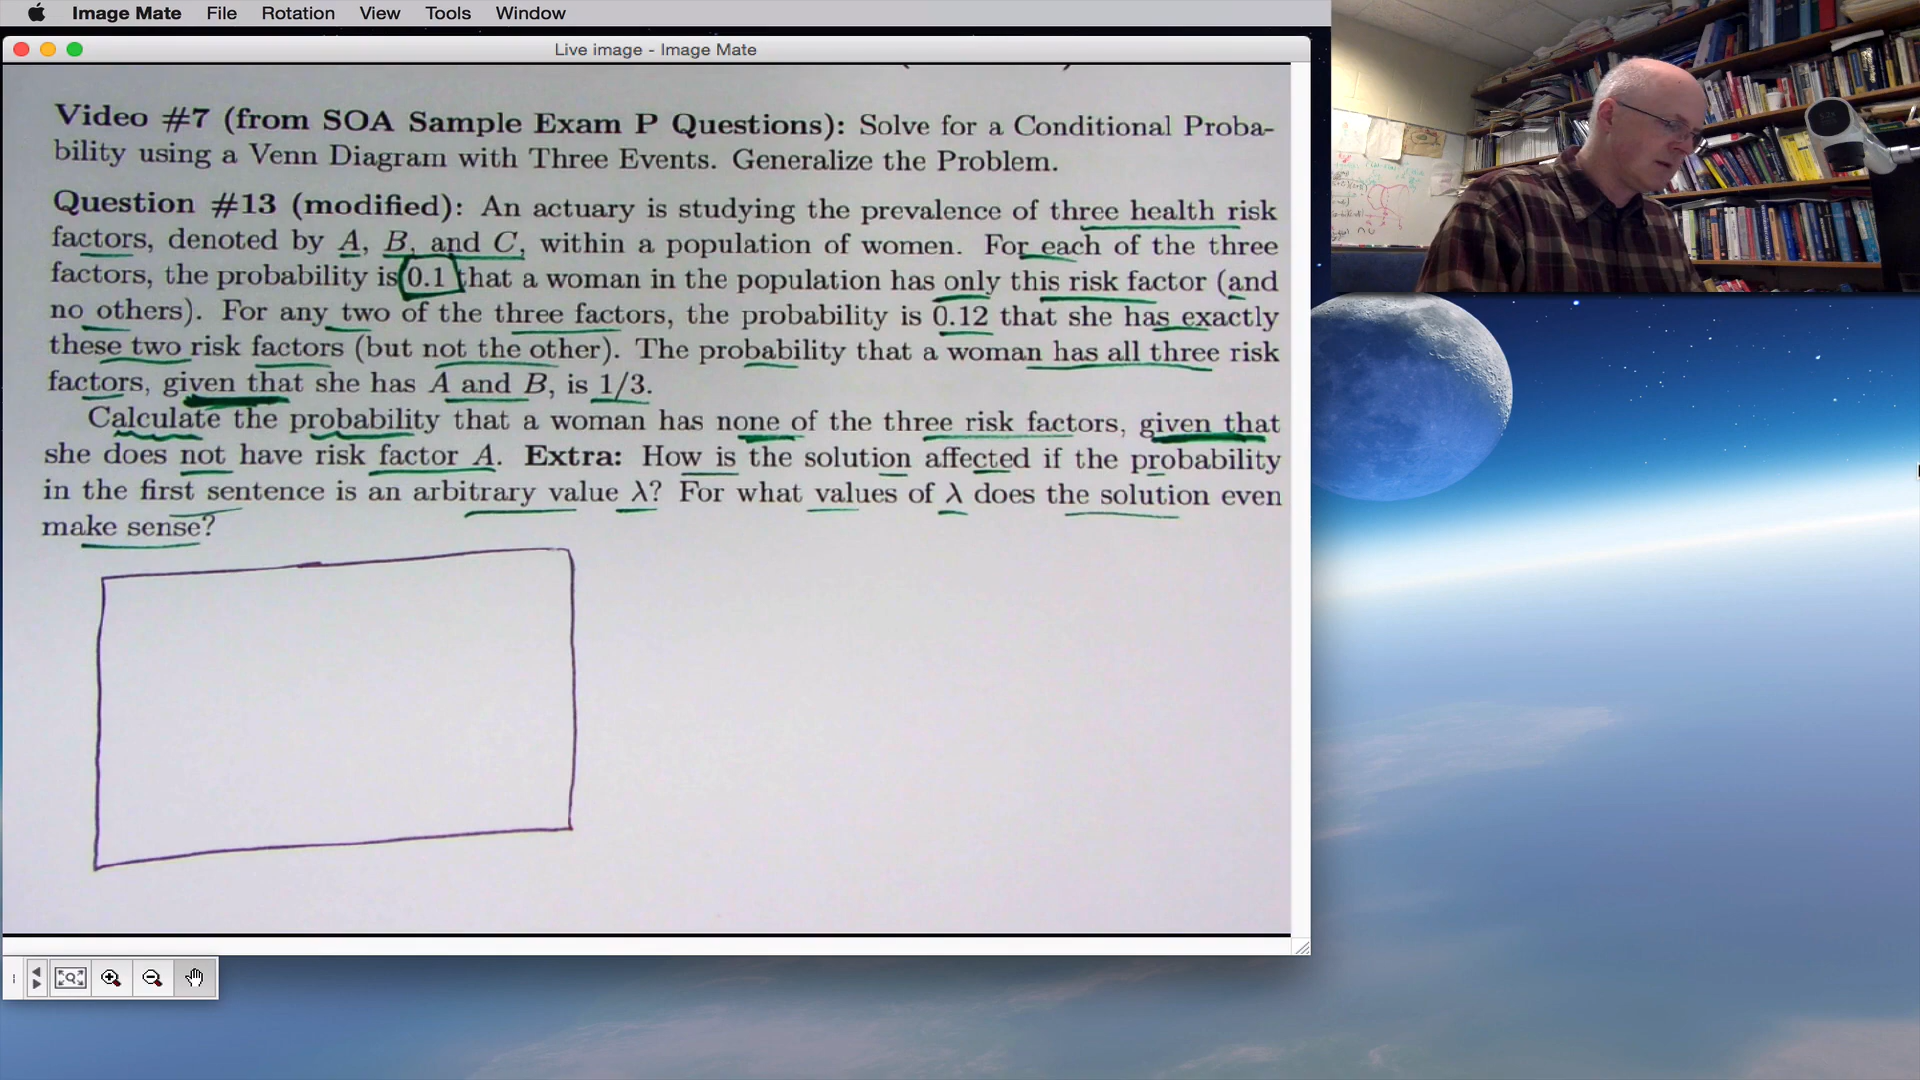 Image Mate File Rotation View Tools Window
Live image - Image Mate
Video #7 (from SOA Sample Exam P Questions): Solve for a Conditional Proba-
bility using a Venn Diagram with Three Events. Generalize the Problem.
Question #13 (modified): An actuary is studying the prevalence of three health risk
factors, denoted by A, B, and C, within a population of women. For each of the three
factors, the probability is 0.1 that a woman in the population has only this risk factor (and
no others). For any two of the three factors, the probability is 0.12 that she has exactly
these two risk factors (but not the other). The probability that a woman has all three risk
factors, given that she has A and B, is 1/3.
Calculate the probability that a woman has none of the three risk factors, given that
she does not have risk factor A. Extra: How is the solution affected if the probability
in the first sentence is an arbitrary value λ? For what values of λ does the solution even
make sense?